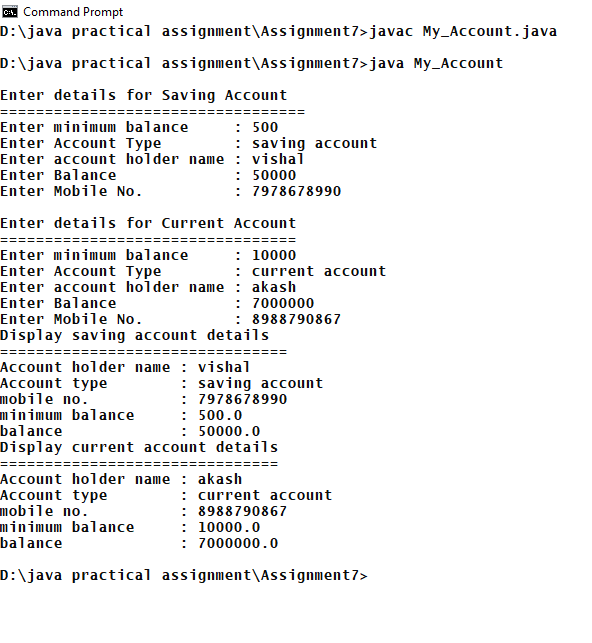 Command Prompt
D:\java practical assignment\Assignment7>javac My_Account.java
D:\java practical assignment\Assignment7>java My_Account
Enter details for Saving Account
==================================
Enter minimum balance     : 500
Enter Account Type        : saving account
Enter account holder name : vishal
Enter Balance             : 50000
Enter Mobile No.          : 7978678990
Enter details for Current Account
=================================
Enter minimum balance     : 10000
Enter Account Type        : current account
Enter account holder name : akash
Enter Balance             : 7000000
Enter Mobile No.          : 8988790867
Display saving account details
================================
Account holder name : vishal
Account type        : saving account
mobile no.          : 7978678990
minimum balance     : 500.0
balance             : 50000.0
Display current account details
===============================
Account holder name : akash
Account type        : current account
mobile no.          : 8988790867
minimum balance     : 10000.0
balance             : 7000000.0
D:\java practical assignment\Assignment7>